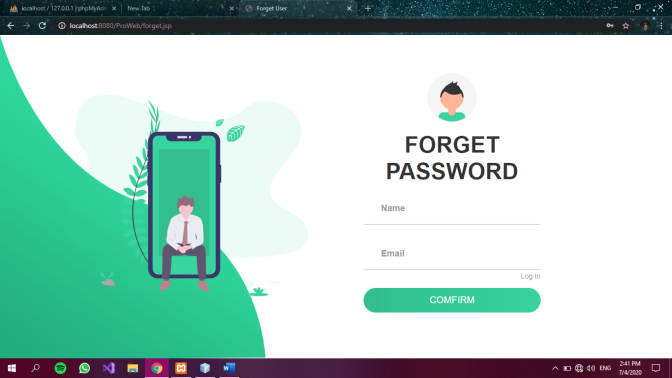 localhost / 127.0.0.1 | phpMyAd
New Tab
Forget User
localhost:8080/ProWeb/forget.jsp
FORGET
PASSWORD
Name
Email
Log In
COMFIRM
ENG
2:41 PM
7/4/2020